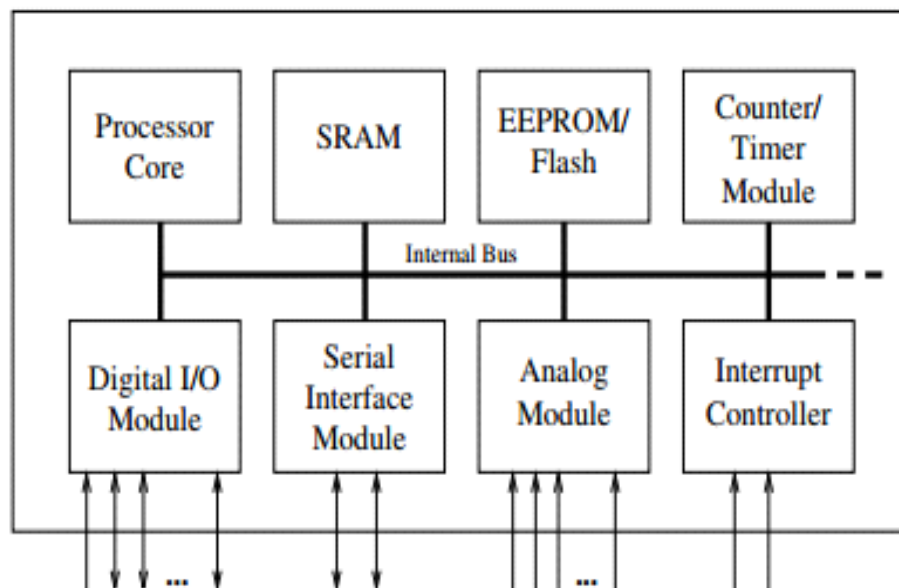 Processor
Core
SRAM
EEPROM/
Flash
Counter/
Timer
Module
Internal Bus
Digital I/O
Module
Serial
Interface
Module
Analog
Module
Interrupt
Controller
...
...